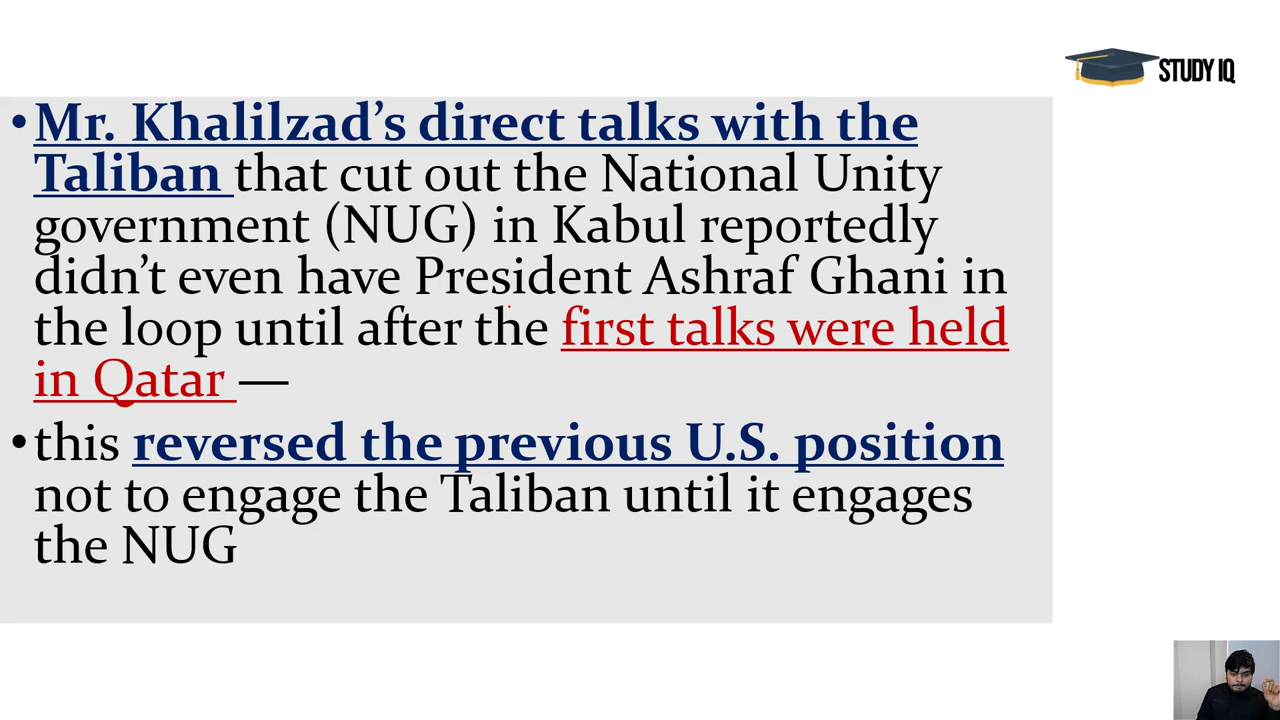 STUDY IQ
•Mr. Khalilzad’s direct talks with the
Taliban that cut out the National Unity
government (NUG) in Kabul reportedly
didn’t even have President Ashraf Ghani in
the loop until after the first talks were held
in Qatar —
•this reversed the previous U.S. position
not to engage the Taliban until it engages
the NUG